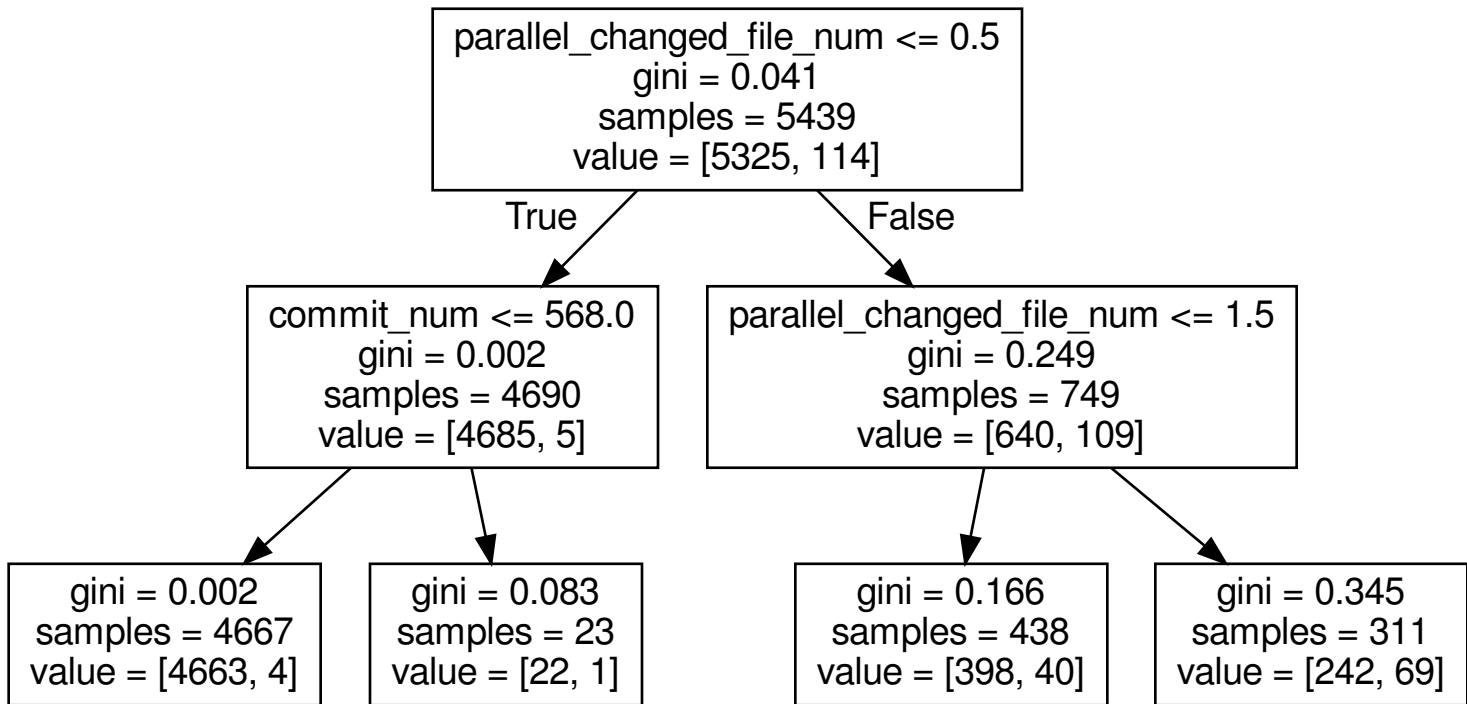 parallel_changed_file_num <= 0.5
gini = 0.041
samples = 5439
value = [5325, 114]
True
False
commit_num <= 568.0
gini = 0.002
samples = 4690
value = [4685, 5]
parallel_changed_file_num <= 1.5
gini = 0.249
samples = 749
value = [640, 109]
gini = 0.002
samples = 4667
value = [4663, 4]
gini = 0.083
samples = 23
value = [22, 1]
gini = 0.166
samples = 438
value = [398, 40]
gini = 0.345
samples = 311
value = [242, 69]